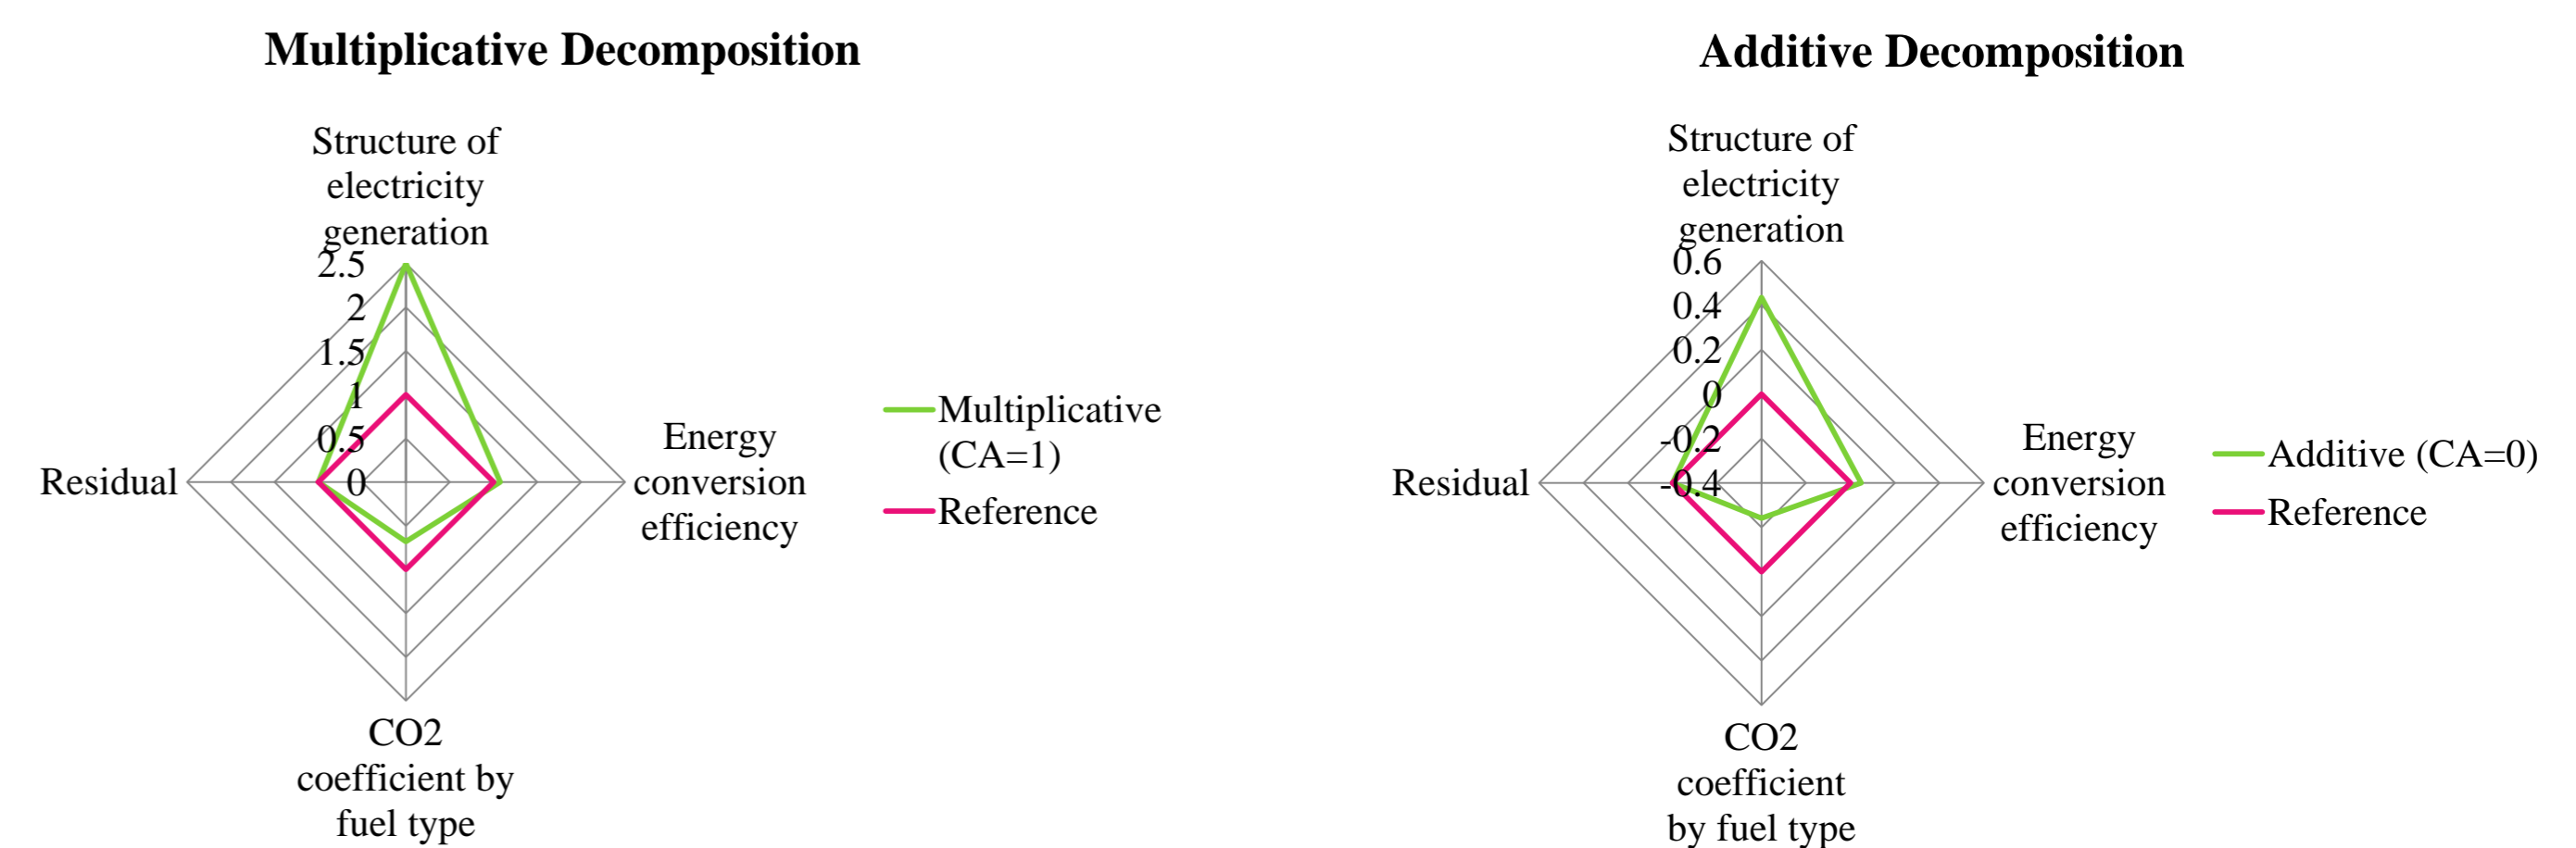 Multiplicative Decomposition
Structure of
electricity
generation
2.5
2
1.5
1
0.5
0
Residual
Energy
conversion
efficiency
CO2
coefficient by
fuel type
Multiplicative
(CA=1)
Reference
Additive Decomposition
Structure of
electricity
generation
0.6
0.4
0.2
0
-0.2
-0.4
Residual
Energy
conversion
efficiency
CO2
coefficient
by fuel type
Additive (CA=0)
Reference